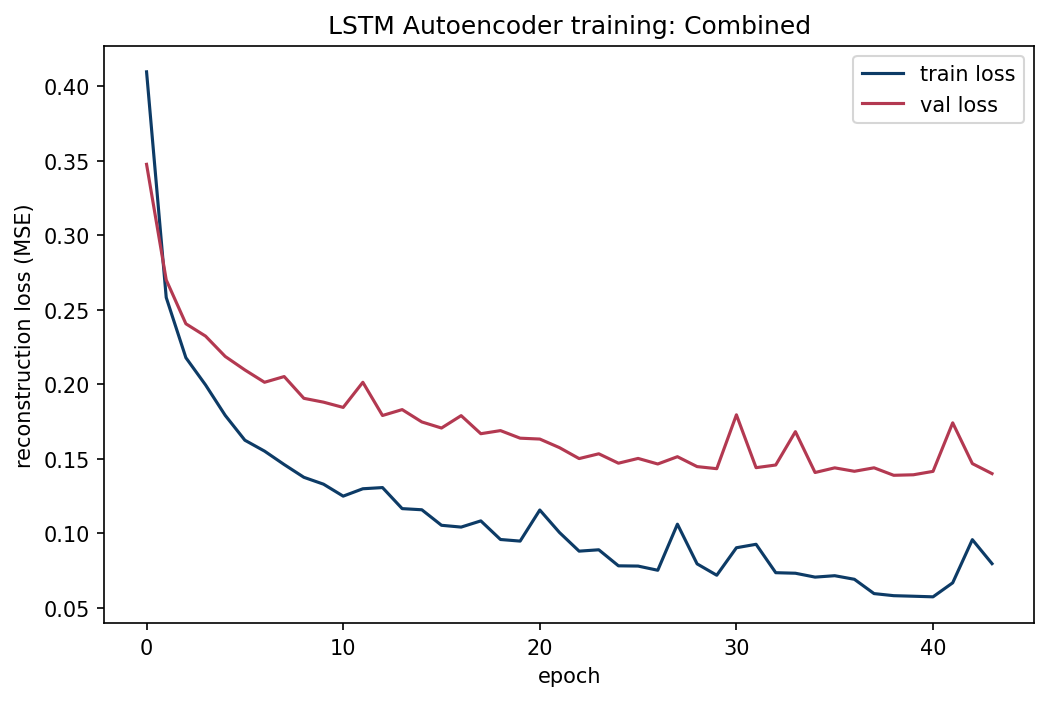 LSTM Autoencoder training: Combined
train loss
val loss
reconstruction loss (MSE)
0.40
0.35
0.30
0.25
0.20
0.15
0.10
0.05
0 10 20 30 40
epoch